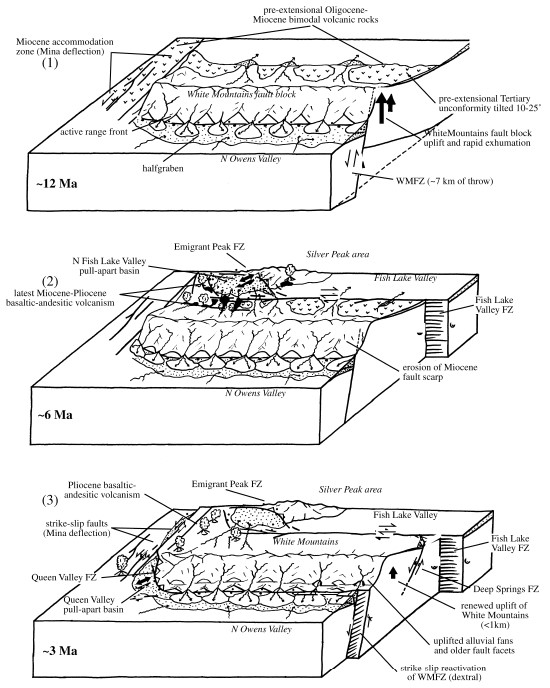 pre-extensional Oligocene-
Miocene bimodal volcanic rocks
Miocene accommodation
zone (Mina deflection)
(1)
White Mountains fault block
pre-extensional Tertiary
unconformity tilted 10-25°
active range front
WhiteMountains fault block
uplift and rapid exhumation
halfgraben
N Owens Valley
WMFZ (~7 km of throw)
~12 Ma
Emigrant Peak FZ
Silver Peak area
N Fish Lake Valley
pull-apart basin
(2)
Fish Lake Valley
latest Miocene-Pliocene
basaltic-andesitic volcanism
Fish Lake
Valley FZ
erosion of Miocene
fault scarp
N Owens Valley
~6 Ma
Pliocene basaltic-
andesitic volcanism
Emigrant Peak FZ
Silver Peak area
(3)
Fish Lake Valley
strike-slip faults
(Mina deflection)
White Mountains
Fish Lake
Valley FZ
Queen Valley FZ
Deep Springs FZ
Queen Valley
pull-apart basin
renewed uplift of
White Mountains
(<1km)
N Owens Valley
uplifted alluvial fans
and older fault facets
~3 Ma
strike slip reactivation
of WMFZ (dextral)